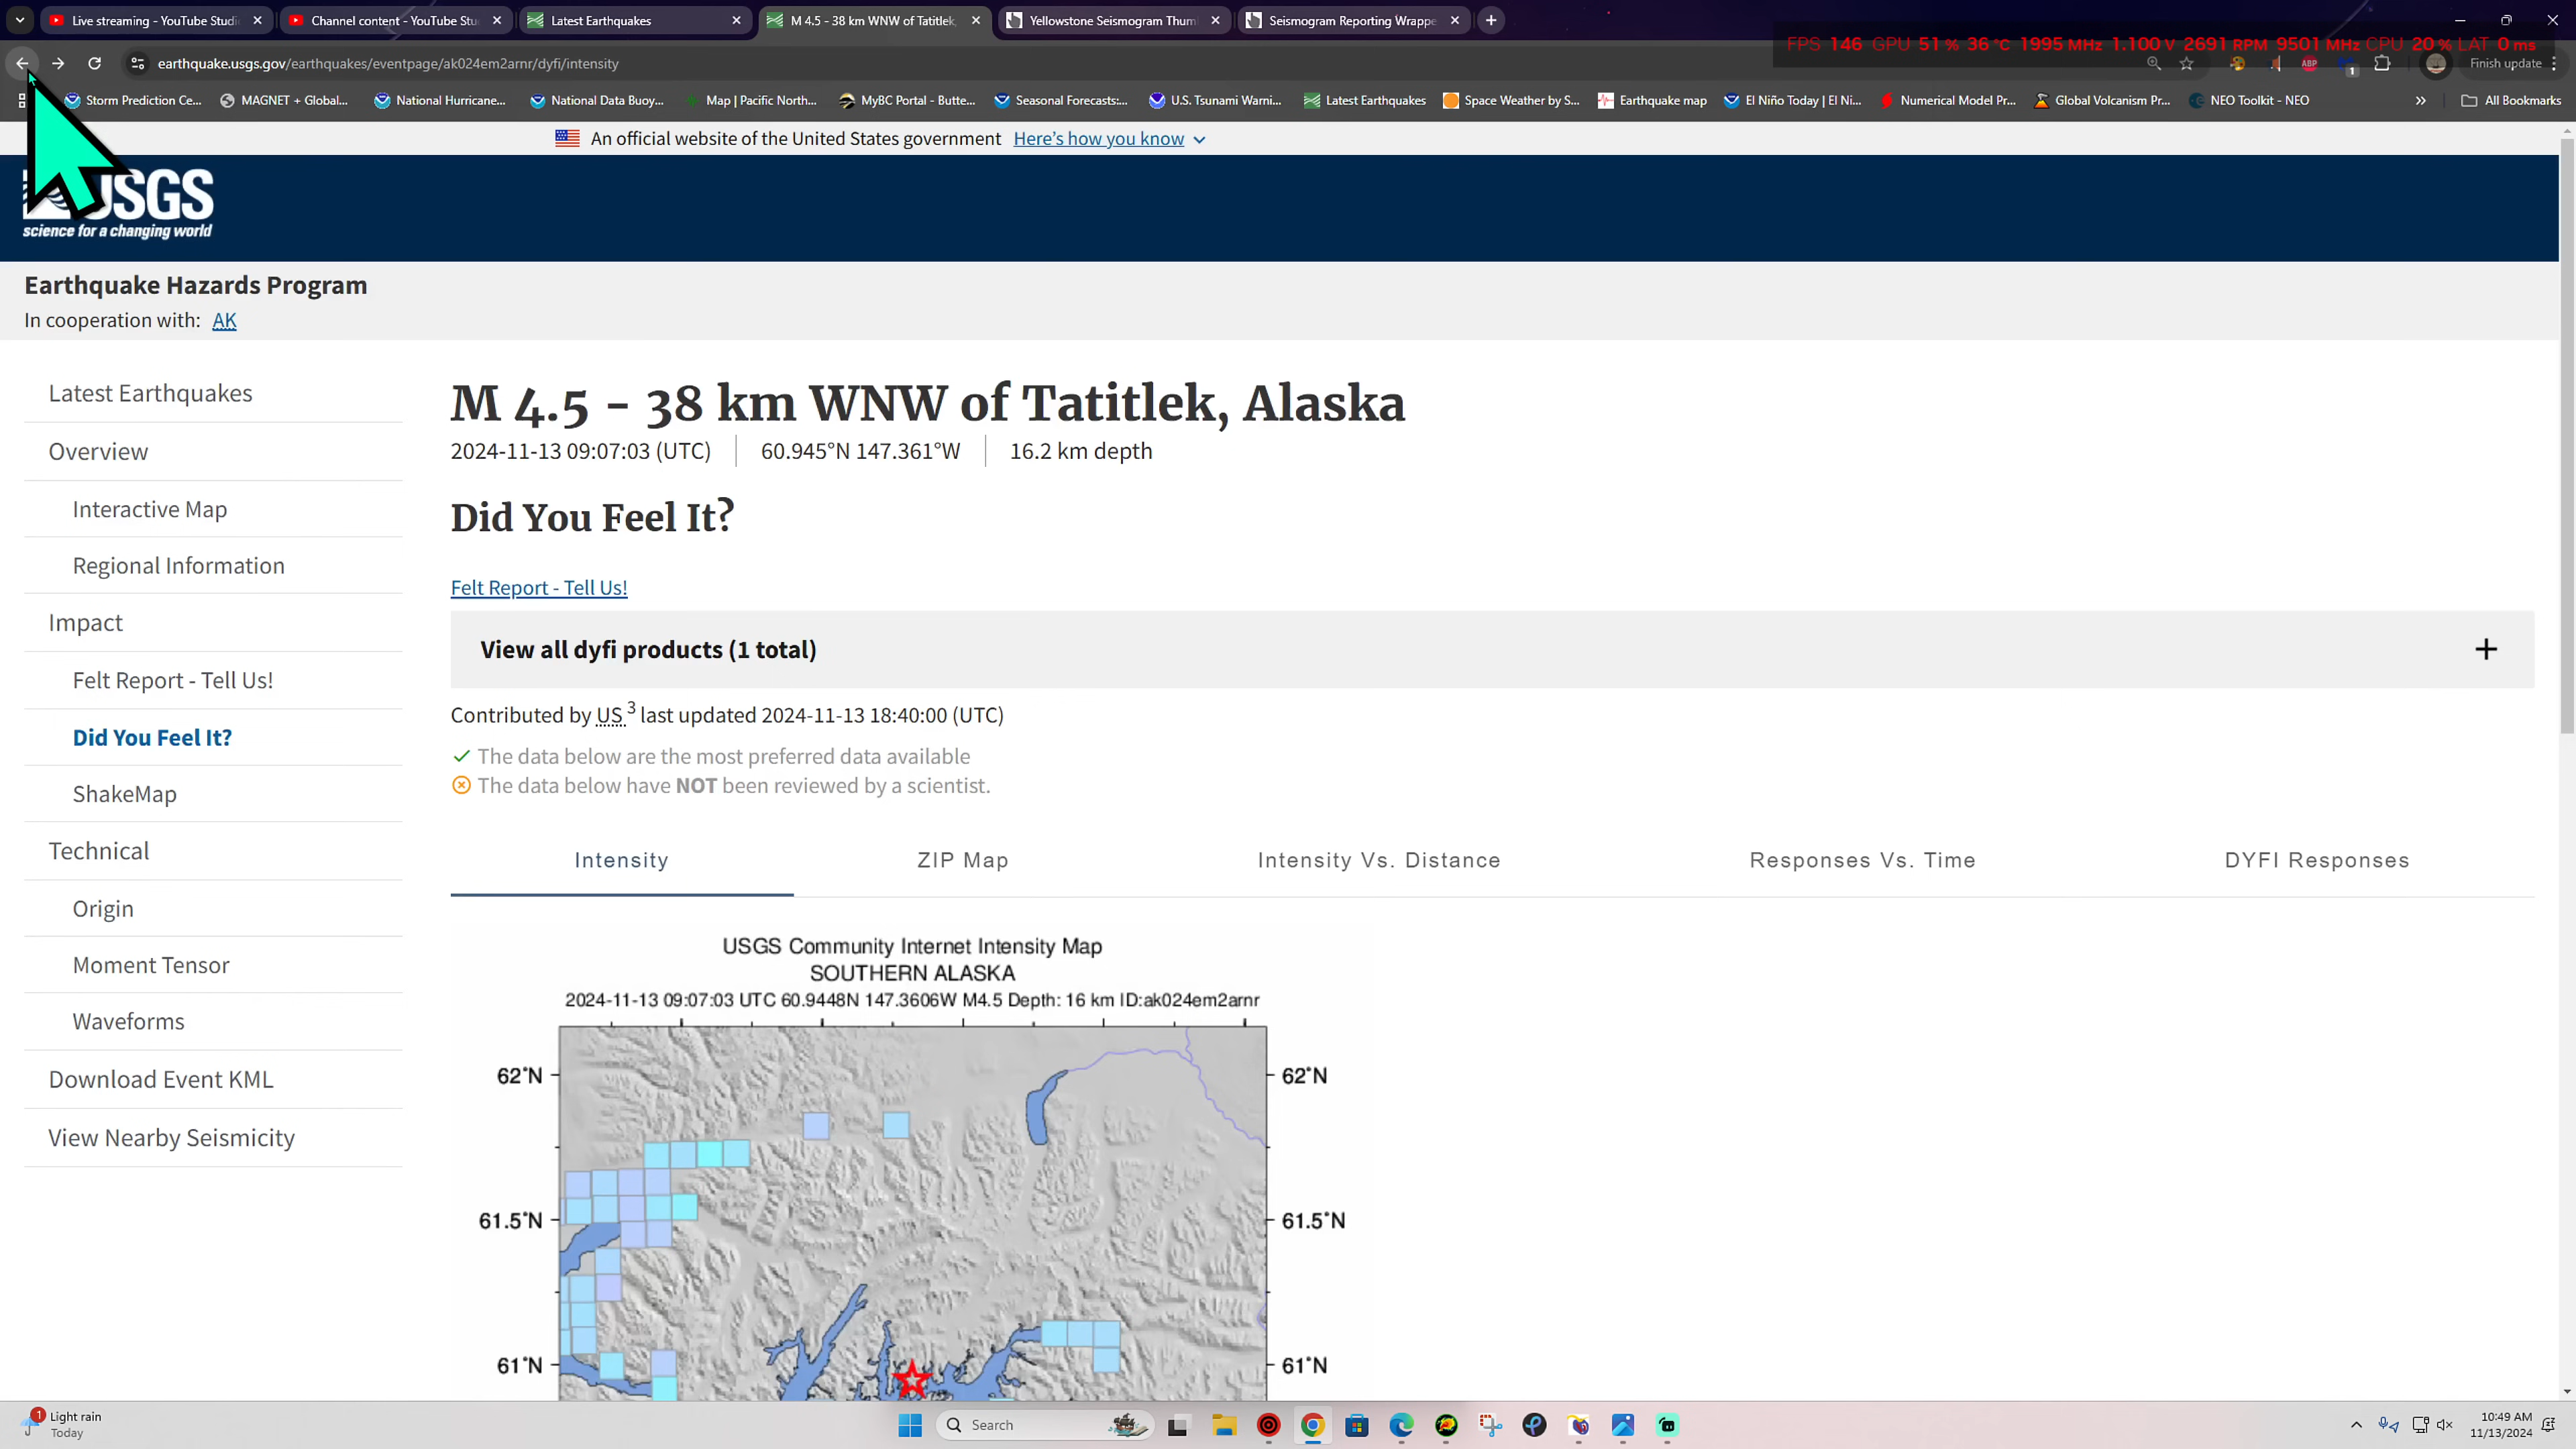 Live streaming - YouTube Studi
Channel content - YouTube Stu
Latest Earthquakes
M 4.5 - 38 km WNW of Tatitlek,
Yellowstone Seismogram Thum
Seismogram Reporting Wrappe
FPS 146 GPU 51 % 36 °C 1995 MHz 1.100 V 2691 RPM 9501 MHz CPU 20 % LAT 0 ms
earthquake.usgs.gov/earthquakes/eventpage/ak024em2arnr/dyfi/intensity
ABP
1
Finish update
Storm Prediction Ce...
MAGNET + Global...
National Hurricane...
National Data Buoy...
Map | Pacific North...
MyBC Portal - Butte...
Seasonal Forecasts:...
U.S. Tsunami Warni...
Latest Earthquakes
Space Weather by S...
Earthquake map
El Niño Today | El Ni...
Numerical Model Pr...
Global Volcanism Pr...
NEO Toolkit - NEO
All Bookmarks
An official website of the United States government Here's how you know
USGS
science for a changing world
Earthquake Hazards Program
In cooperation with: AK
Latest Earthquakes
Overview
Interactive Map
Regional Information
Impact
Felt Report - Tell Us!
Did You Feel It?
ShakeMap
Technical
Origin
Moment Tensor
Waveforms
Download Event KML
View Nearby Seismicity
M 4.5 - 38 km WNW of Tatitlek, Alaska
2024-11-13 09:07:03 (UTC) 60.945°N 147.361°W 16.2 km depth
Did You Feel It?
Felt Report - Tell Us!
View all dyfi products (1 total)
Contributed by US 3 last updated 2024-11-13 18:40:00 (UTC)
The data below are the most preferred data available
The data below have NOT been reviewed by a scientist.
Intensity
ZIP Map
Intensity Vs. Distance
Responses Vs. Time
DYFI Responses
USGS Community Internet Intensity Map
SOUTHERN ALASKA
2024-11-13 09:07:03 UTC 60.9448N 147.3606W M4.5 Depth: 16 km ID:ak024em2arnr
62°N 62°N
61.5°N 61.5°N
61°N 61°N
1
Light rain
Today
Search
10:49 AM
11/13/2024